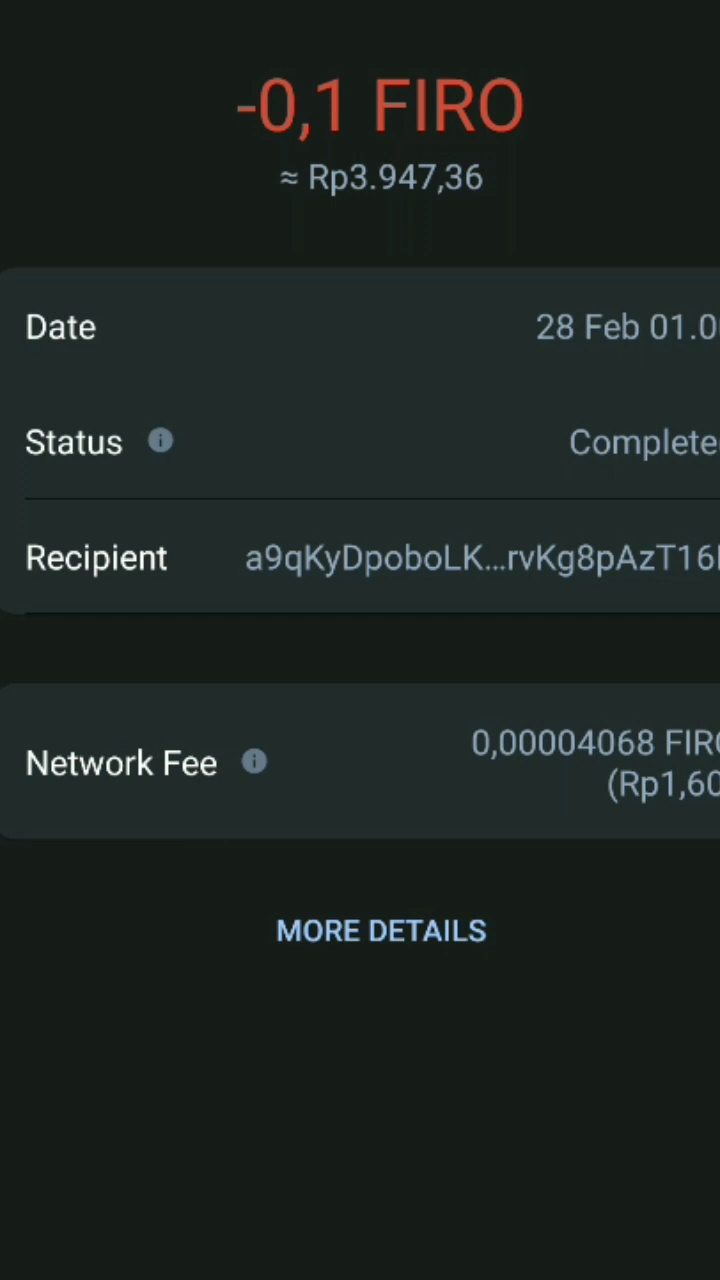 -0,1 FIRO
≈ Rp3.947,36
Date 28 Feb 01.0
Status Complete
Recipient a9qKyDpoboLK...rvKg8pAzT16
Network Fee 0,00004068 FIRO
(Rp1,60
MORE DETAILS